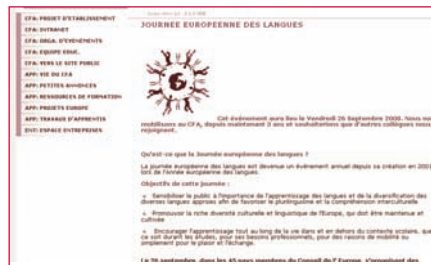 CFA: PROJET D'ETABLISSEMENT
CFA: INTRANET
CFA: ORGA. D'EVENEMENTS
CFA: EQUIPE EDUC.
CFA: VERS LE SITE PUBLIC
APP: VIE DU CFA
APP: PETITES ANNONCES
APP: RESSOURCES DE FORMATION
APP: PROJETS EUROPE
APP: TRAVAUX D'APPRENTIS
ENT: ESPACE ENTREPRISES
JOURNEE EUROPEENNE DES LANGUES
Cet événement aura lieu le Vendredi 26 Septembre 2008. Nous nous
mobilisons au CFA, depuis maintenant 3 ans et souhaiterions que d'autres collègues nous
rejoignent.
Qu'est-ce que la Journée européenne des langues ?
La journée européenne des langues est devenue un événement annuel depuis sa création en 2001
lors de l'année européenne des langues.
Objectifs de cette journée :
Sensibiliser le public à l'importance de l'apprentissage des langues et de la diversification des
diverses langues apprises afin de favoriser le plurilinguisme et la compréhension interculturelle
Promouvoir la riche diversité culturelle et linguistique de l'Europe, qui doit être maintenue et
cultivée
Encourager l'apprentissage tout au long de la vie dans et en dehors du contexte scolaire, que
ce soit durant les études, pour ses besoins professionnels, pour des raisons de mobilité ou
simplement pour le plaisir et l'échange.
Le 26 septembre, dans les 45 pays membres du Conseil de l'Europe, s'organisent des